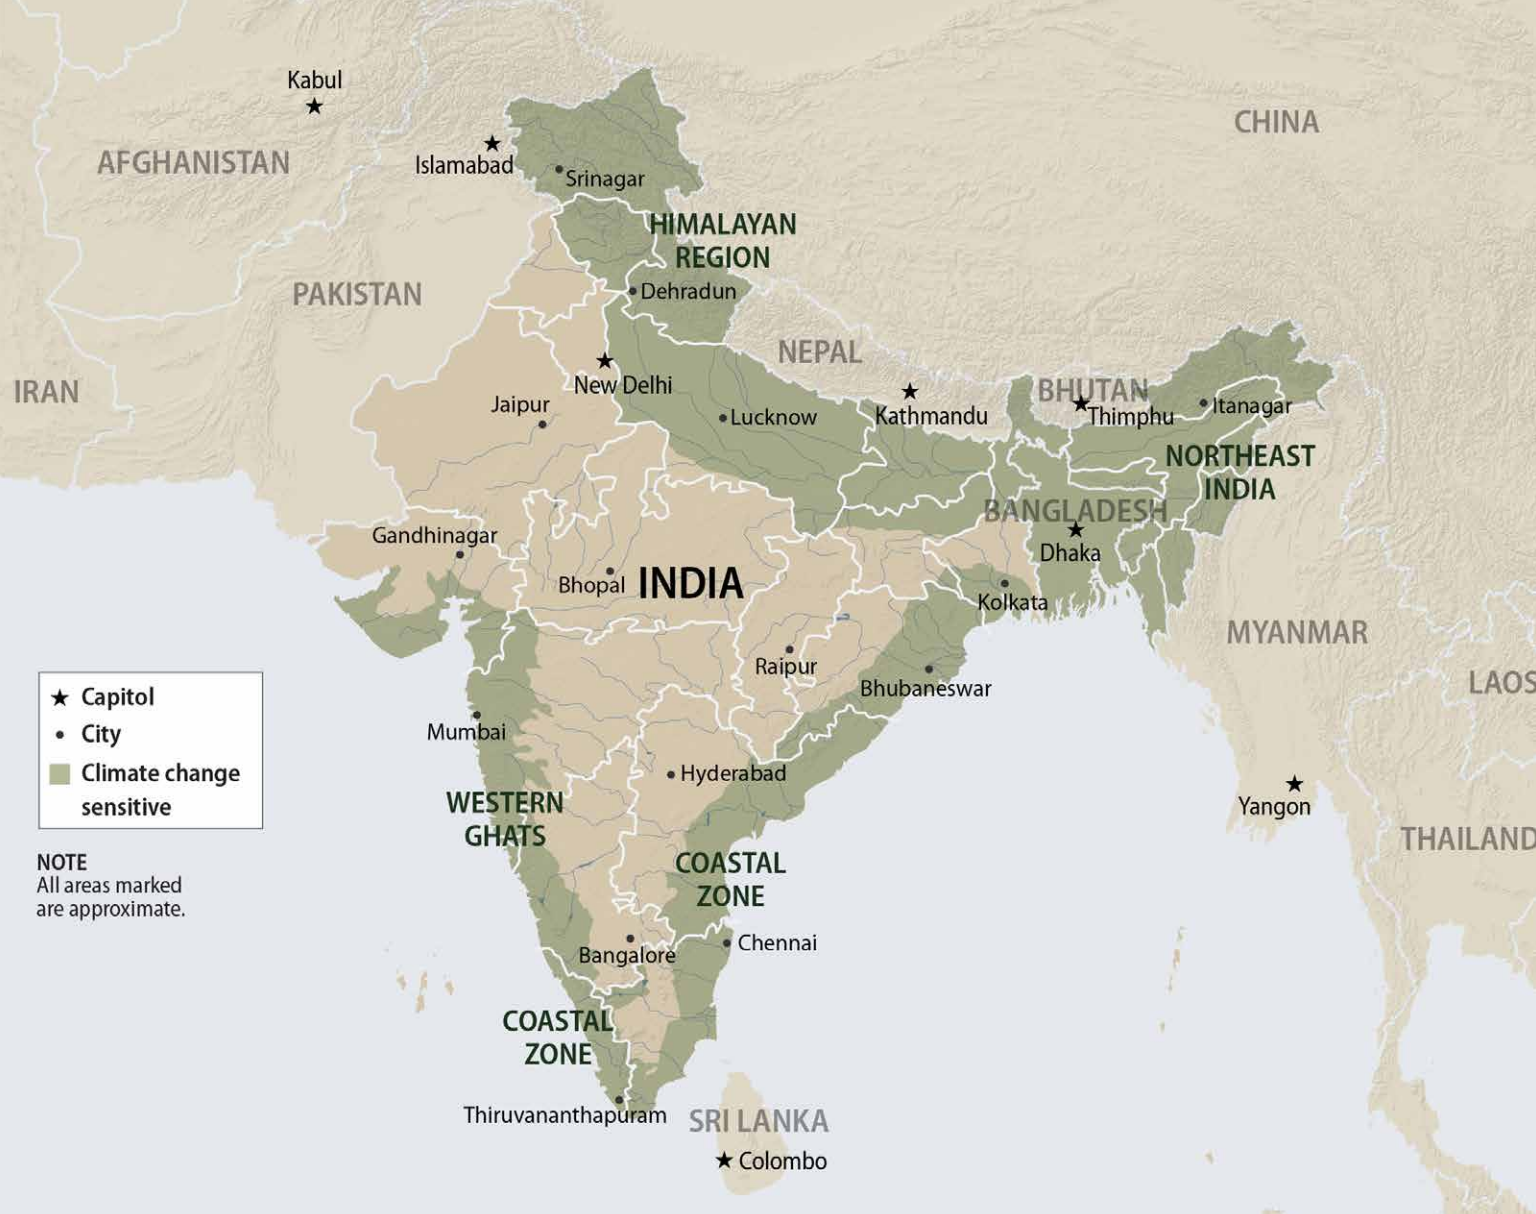 Kabul
CHINA
AFGHANISTAN
Islamabad
Srinagar
HIMALAYAN
REGION
PAKISTAN
Dehradun
NEPAL
IRAN
New Delhi
BHUTAN
Jaipur
Lucknow
Kathmandu
Thimphu
Itanagar
NORTHEAST
INDIA
BANGLADESH
Gandhinagar
Dhaka
Bhopal
INDIA
Kolkata
MYANMAR
Raipur
Bhubaneswar
LAOS
Capitol
City
Climate change
sensitive
Mumbai
Hyderabad
WESTERN
GHATS
Yangon
THAILAND
NOTE
All areas marked
are approximate.
COASTAL
ZONE
Bangalore
Chennai
COASTAL
ZONE
Thiruvananthapuram
SRI LANKA
Colombo